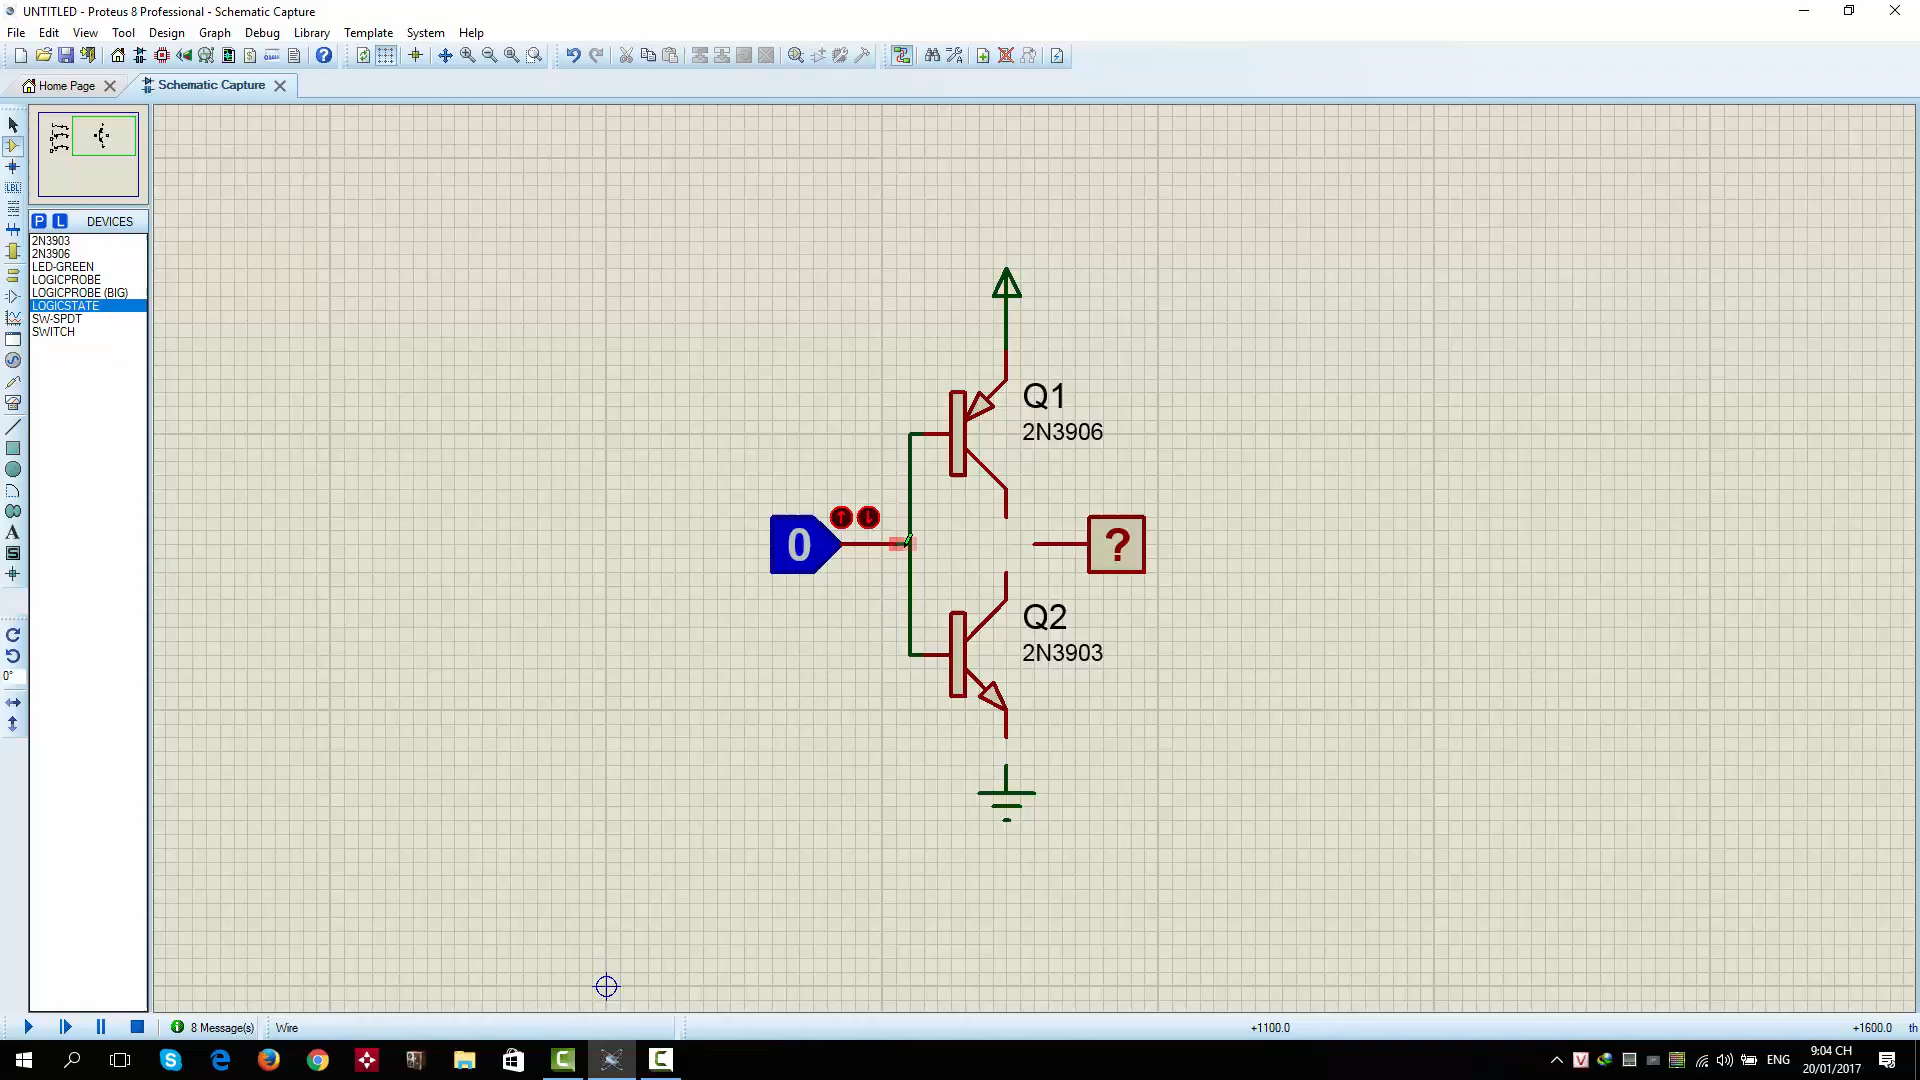 UNTITLED - Proteus 8 Professional - Schematic Capture
File Edit View Tool Design Graph Debug Library Template System Help
Home Page Schematic Capture
LBL
P L DEVICES
2N3903
2N3906
LED-GREEN
LOGICPROBE
LOGICPROBE (BIG)
LOGICSTATE
SW-SPDT
SWITCH
A
S
0°
Q1
2N3906
0
?
Q2
2N3903
8 Message(s) Wire +1100.0 +1600.0 th
ENG
9:04 CH
20/01/2017